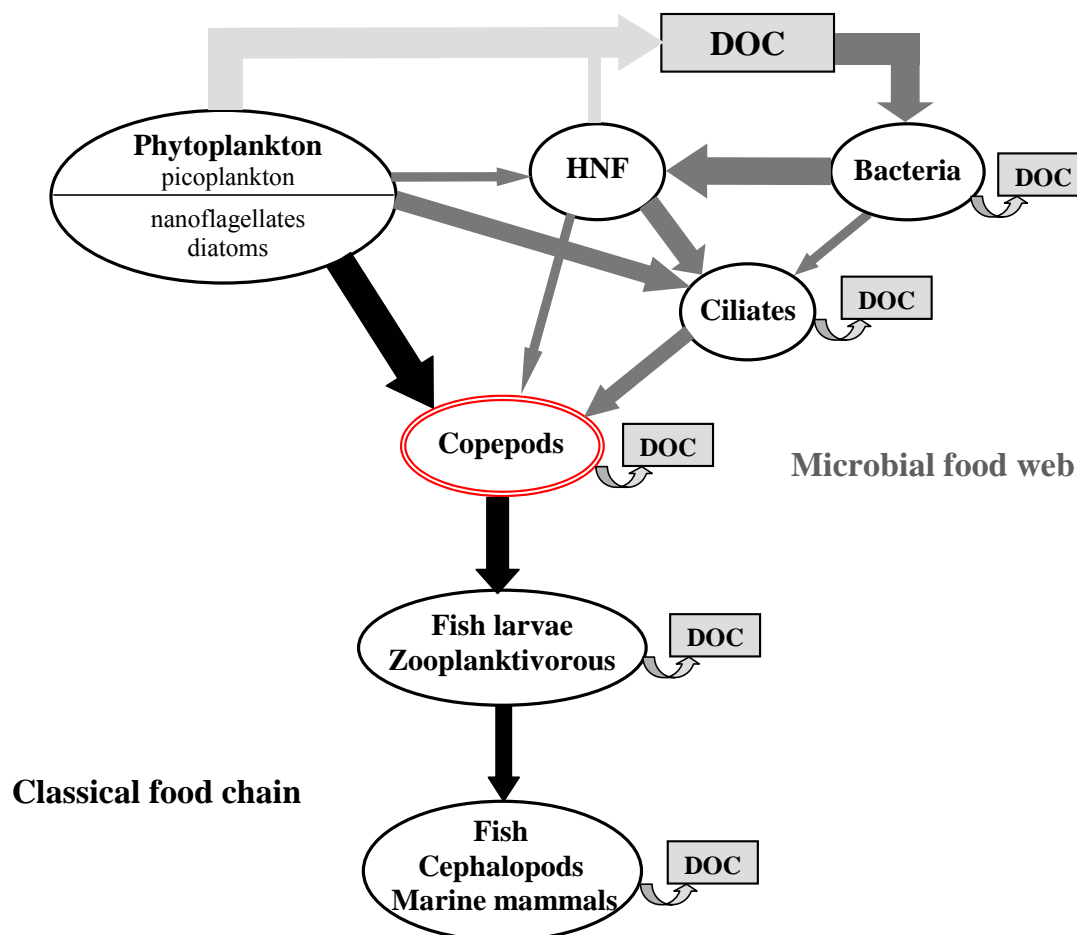 DOC
Phytoplankton
picoplankton
nanoflagellates
diatoms
HNF
Bacteria
DOC
Ciliates
DOC
Copepods
DOC
Microbial food web
Fish larvae
Zooplanktivorous
DOC
Classical food chain
Fish
Cephalopods
Marine mammals
DOC